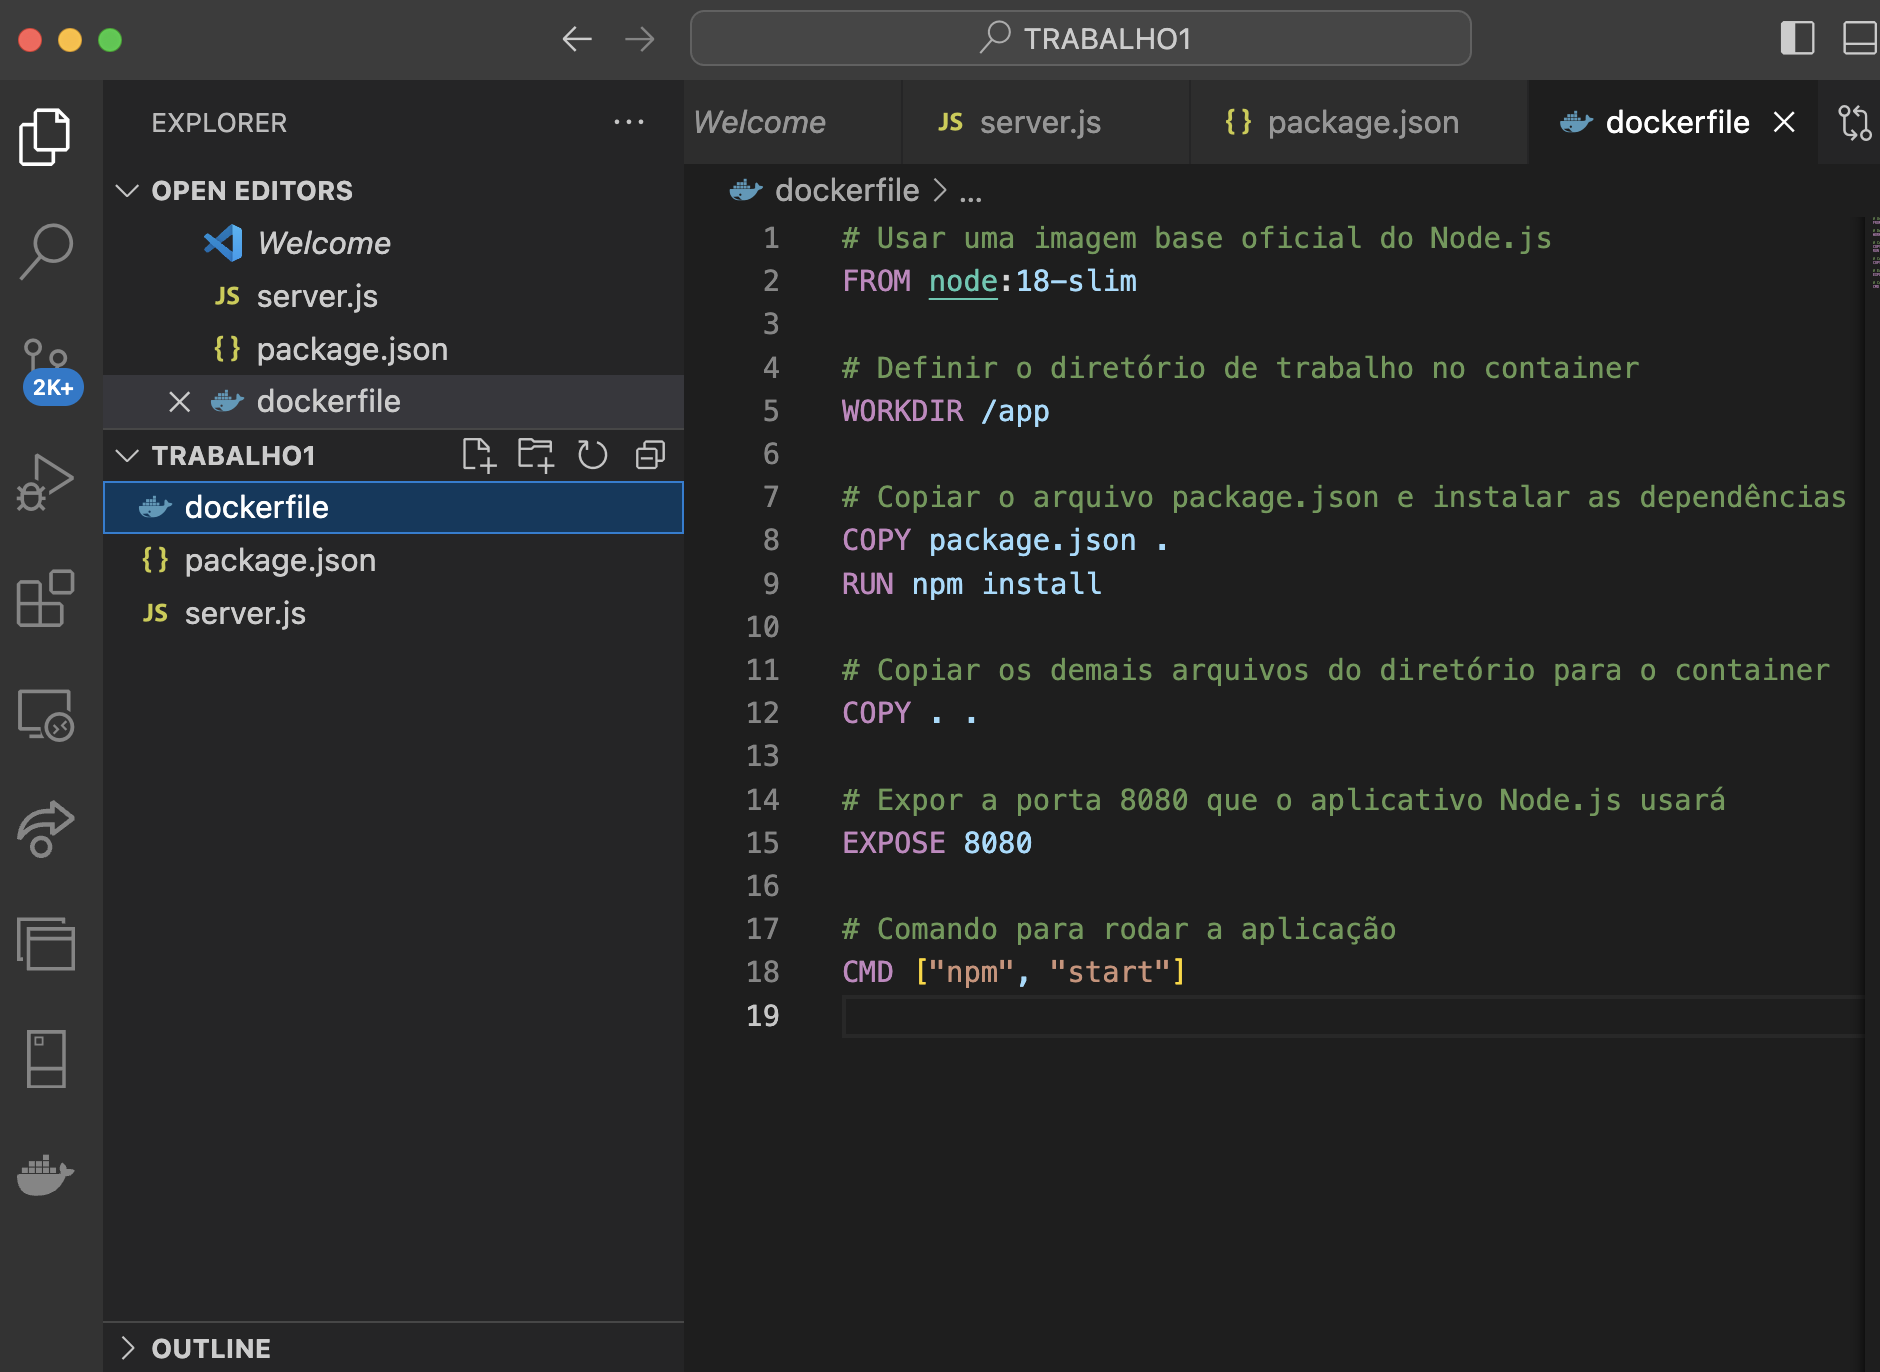 TRABALHO1
EXPLORER
OPEN EDITORS
Welcome
JS server.js
{} package.json
dockerfile
2K+
TRABALHO1
dockerfile
{} package.json
JS server.js
OUTLINE
Welcome
JS server.js
{} package.json
dockerfile
dockerfile > ...
1 # Usar uma imagem base oficial do Node.js
2 FROM node:18-slim
3
4 # Definir o diretório de trabalho no container
5 WORKDIR /app
6
7 # Copiar o arquivo package.json e instalar as dependências
8 COPY package.json .
9 RUN npm install
10
11 # Copiar os demais arquivos do diretório para o container
12 COPY . .
13
14 # Expor a porta 8080 que o aplicativo Node.js usará
15 EXPOSE 8080
16
17 # Comando para rodar a aplicação
18 CMD ["npm", "start"]
19